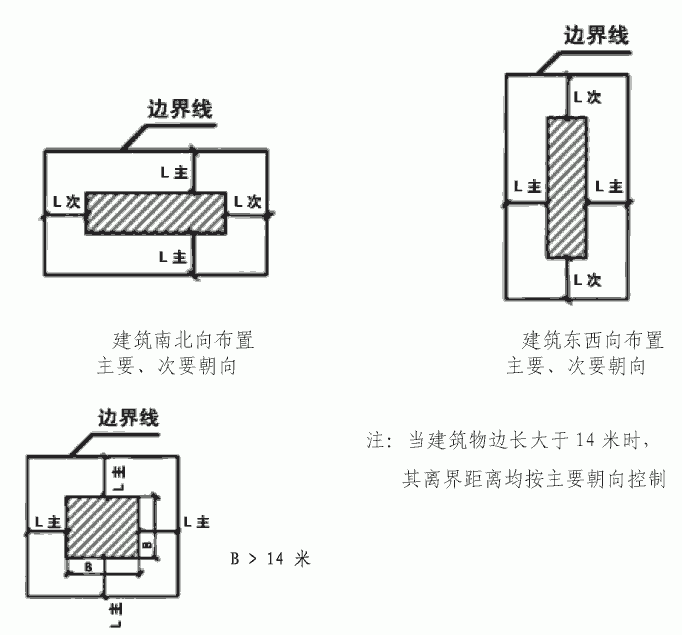 边界线
L 主
L 次
L 次
L 主
建筑南北向布置
主要、次要朝向
边界线
L 次
L 主
L 主
L 次
建筑东西向布置
主要、次要朝向
边界线
L 主
L 主
L 主
B
B
L 主
B > 14 米
注：当建筑物边长大于 14 米时，
其离界距离均按主要朝向控制